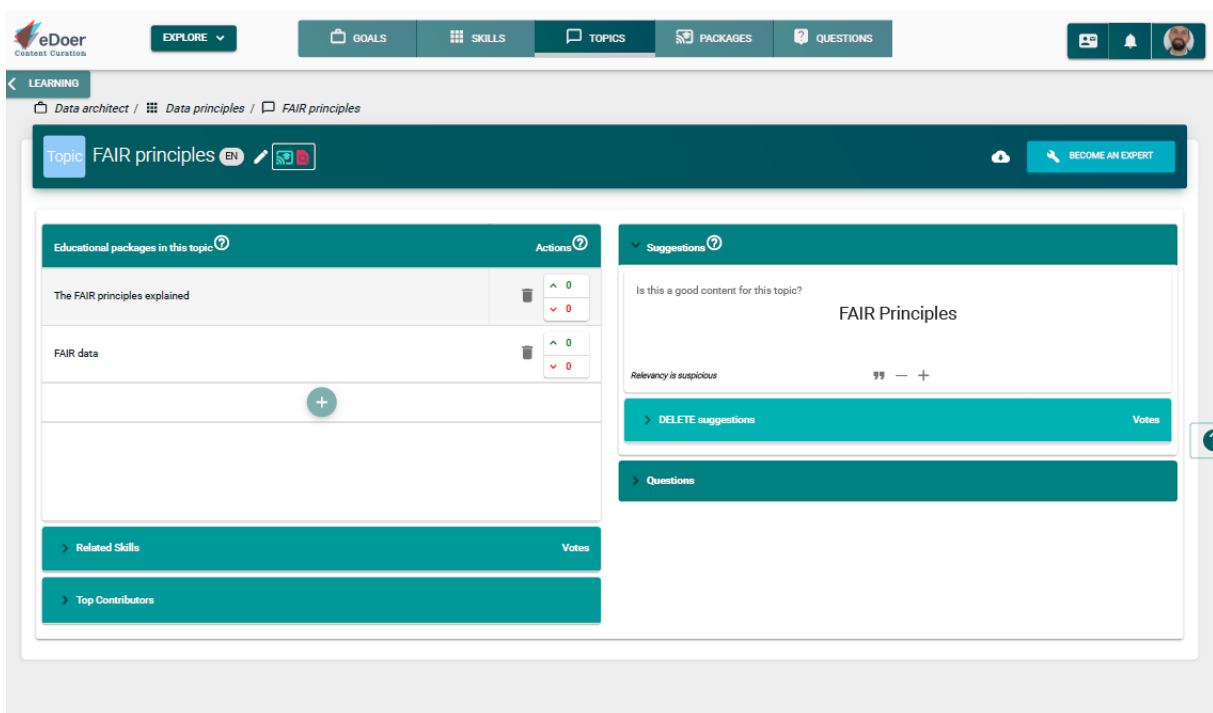 eDoer
Content Curation
EXPLORE
GOALS
SKILLS
TOPICS
PACKAGES
QUESTIONS
LEARNING
Data architect / Data principles / FAIR principles
Topic FAIR principles EN
BECOME AN EXPERT
Educational packages in this topic
Actions
The FAIR principles explained
0
0
FAIR data
0
0
Related Skills
Votes
Top Contributors
Suggestions
Is this a good content for this topic?
FAIR Principles
Relevancy is suspicious
DELETE suggestions
Votes
Questions